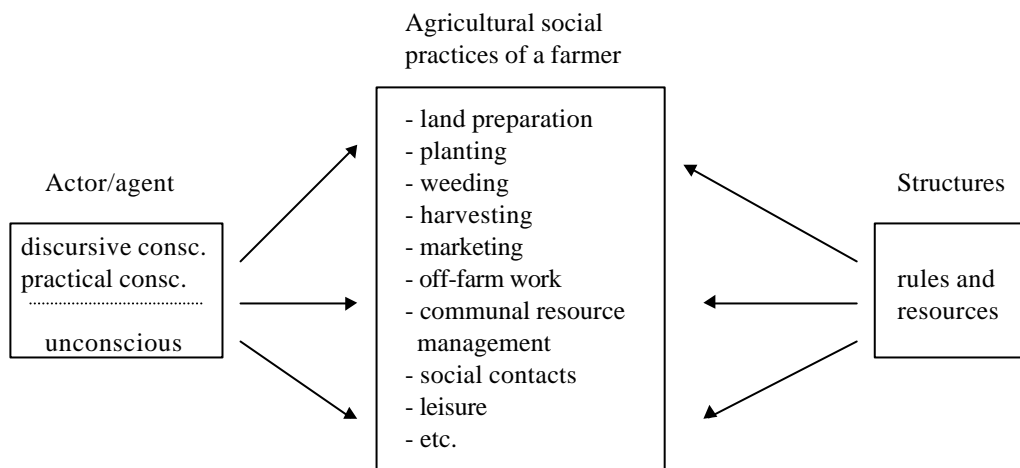 Agricultural social
practices of a farmer
Actor/agent
discursive consc.
practical consc.
unconscious
- land preparation
- planting
- weeding
- harvesting
- marketing
- off-farm work
- communal resource
management
- social contacts
- leisure
- etc.
Structures
rules and
resources